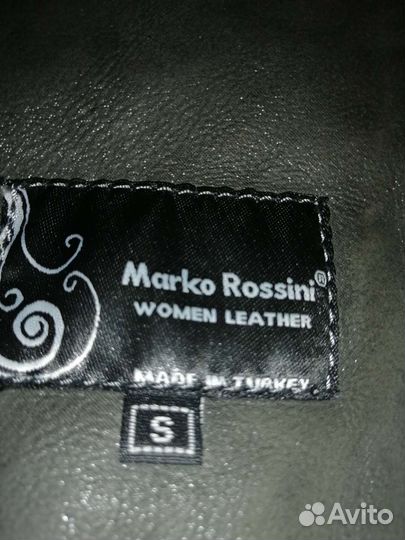 Marko Rossini®
WOMEN LEATHER
MADE IN TURKEY
S
Avito